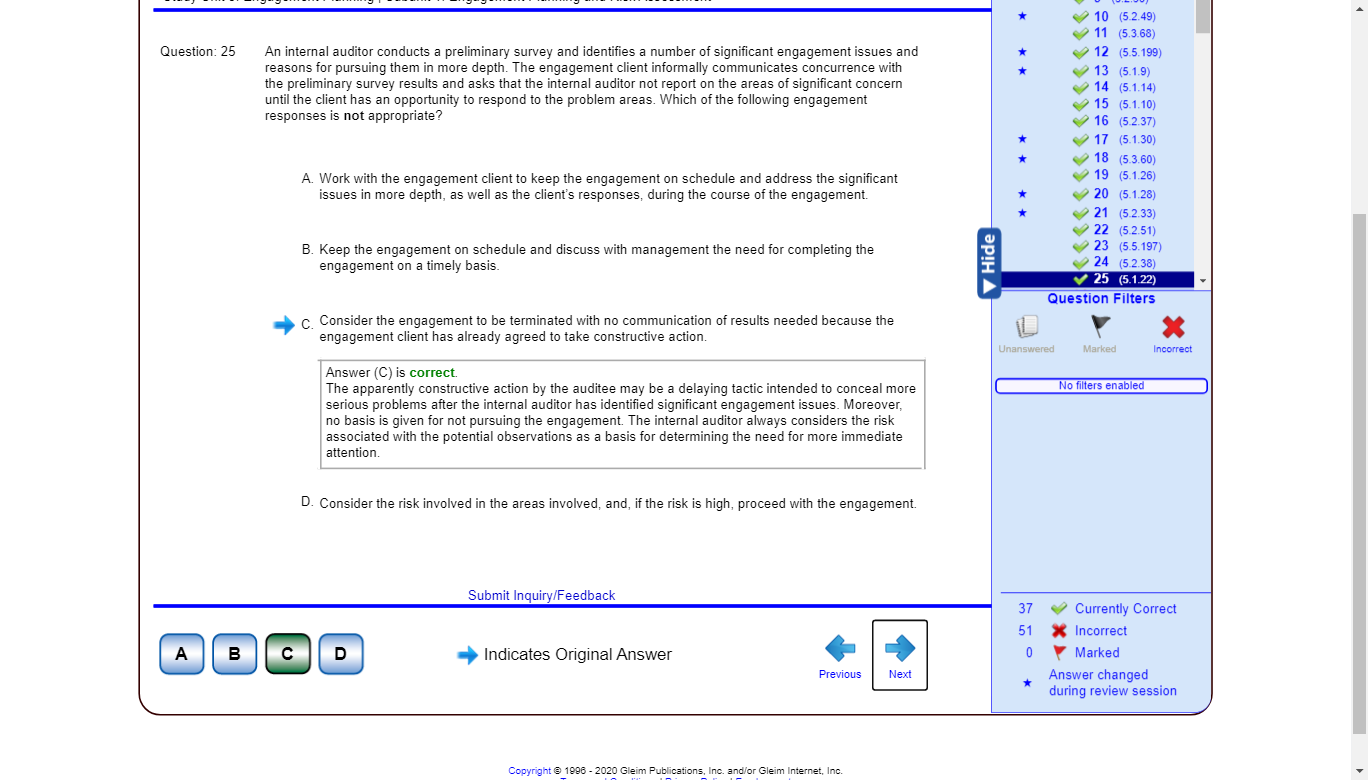 Question: 25
An internal auditor conducts a preliminary survey and identifies a number of significant engagement issues and
reasons for pursuing them in more depth. The engagement client informally communicates concurrence with
the preliminary survey results and asks that the internal auditor not report on the areas of significant concern
until the client has an opportunity to respond to the problem areas. Which of the following engagement
responses is not appropriate?
A. Work with the engagement client to keep the engagement on schedule and address the significant
issues in more depth, as well as the client's responses, during the course of the engagement.
B. Keep the engagement on schedule and discuss with management the need for completing the
engagement on a timely basis.
C. Consider the engagement to be terminated with no communication of results needed because the
engagement client has already agreed to take constructive action.
Answer (C) is correct.
The apparently constructive action by the auditee may be a delaying tactic intended to conceal more
serious problems after the internal auditor has identified significant engagement issues. Moreover,
no basis is given for not pursuing the engagement. The internal auditor always considers the risk
associated with the potential observations as a basis for determining the need for more immediate
attention.
D. Consider the risk involved in the areas involved, and, if the risk is high, proceed with the engagement.
Submit Inquiry/Feedback
A B C D
Indicates Original Answer
Previous
Next
10 (5.2.49)
11 (5.3.68)
12 (5.5.199)
13 (5.1.9)
14 (5.1.14)
15 (5.1.10)
16 (5.2.37)
17 (5.1.30)
18 (5.3.60)
19 (5.1.26)
20 (5.1.28)
21 (5.2.33)
22 (5.2.51)
23 (5.5.197)
24 (5.2.38)
25 (5.1.22)
Hide
Question Filters
Unanswered Marked Incorrect
No filters enabled
37 Currently Correct
51 Incorrect
0 Marked
Answer changed
during review session
Copyright © 1996 - 2020 Gleim Publications, Inc. and/or Gleim Internet, Inc.